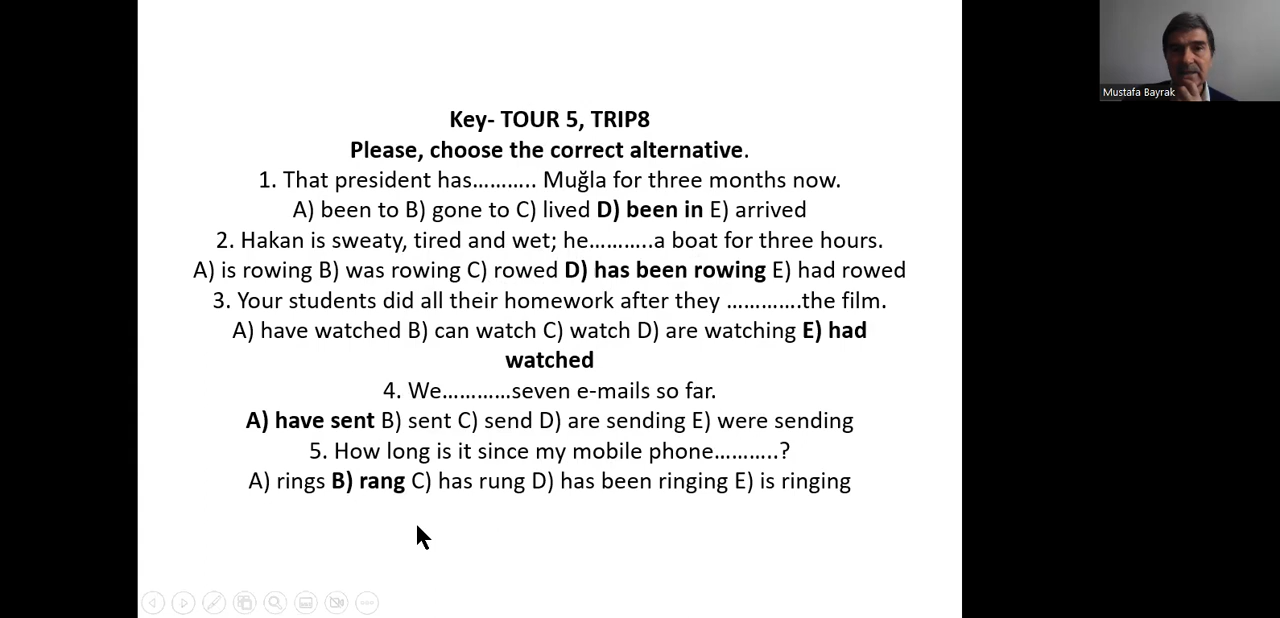 Key- TOUR 5, TRIP8
Please, choose the correct alternative.
1. That president has……….. Muğla for three months now.
A) been to B) gone to C) lived D) been in E) arrived
2. Hakan is sweaty, tired and wet; he………..a boat for three hours.
A) is rowing B) was rowing C) rowed D) has been rowing E) had rowed
3. Your students did all their homework after they ………….the film.
A) have watched B) can watch C) watch D) are watching E) had
watched
4. We…………seven e-mails so far.
A) have sent B) sent C) send D) are sending E) were sending
5. How long is it since my mobile phone………..?
A) rings B) rang C) has rung D) has been ringing E) is ringing
Mustafa Bayrak